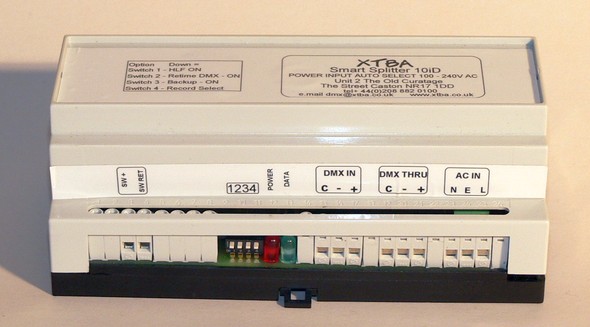 Option Down =
Switch 1 - HLF ON
Switch 2 - Retime DMX - ON
Switch 3 - Backup - ON
Switch 4 - Record Select
XTBA
Smart Splitter 10iD
POWER INPUT AUTO SELECT 100 - 240V AC
Unit 2 The Old Curatage
The Street Caston NR17 1DD
tel+ 44(0)208 882 0100
e.mail dmx@xtba.co.uk www.xtba.co.uk
SW +
SW RET
1234
POWER
DATA
DMX IN
C - +
DMX THRU
C - +
AC IN
N E L